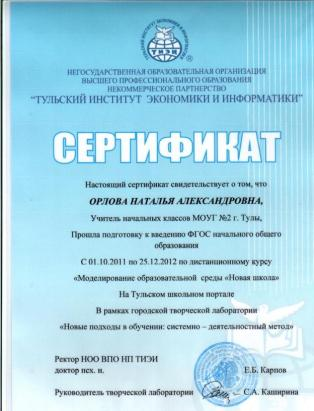 ТИЭИ
НЕГОСУДАРСТВЕННАЯ ОБРАЗОВАТЕЛЬНАЯ ОРГАНИЗАЦИЯ
ВЫСШЕГО ПРОФЕССИОНАЛЬНОГО ОБРАЗОВАНИЯ
НЕКОММЕРЧЕСКОЕ ПАРТНЕРСТВО
“ТУЛЬСКИЙ ИНСТИТУТ ЭКОНОМИКИ И ИНФОРМАТИКИ”
СЕРТИФИКАТ
Настоящий сертификат свидетельствует о том, что
ОРЛОВА НАТАЛЬЯ АЛЕКСАНДРОВНА,
Учитель начальных классов МОУГ №2 г. Тулы,
Прошла подготовку к введению ФГОС начального общего
образования
С 01.10.2011 по 25.12.2012 по дистанционному курсу
«Моделирование образовательной среды «Новая школа»
На Тульском школьном портале
В рамках городской творческой лаборатории
«Новые подходы в обучении: системно – деятельностный метод»
Ректор НОО ВПО НП ТИЭИ
доктор псх. н. Е.Б. Карпов
Руководитель творческой лаборатории С.А. Каширина